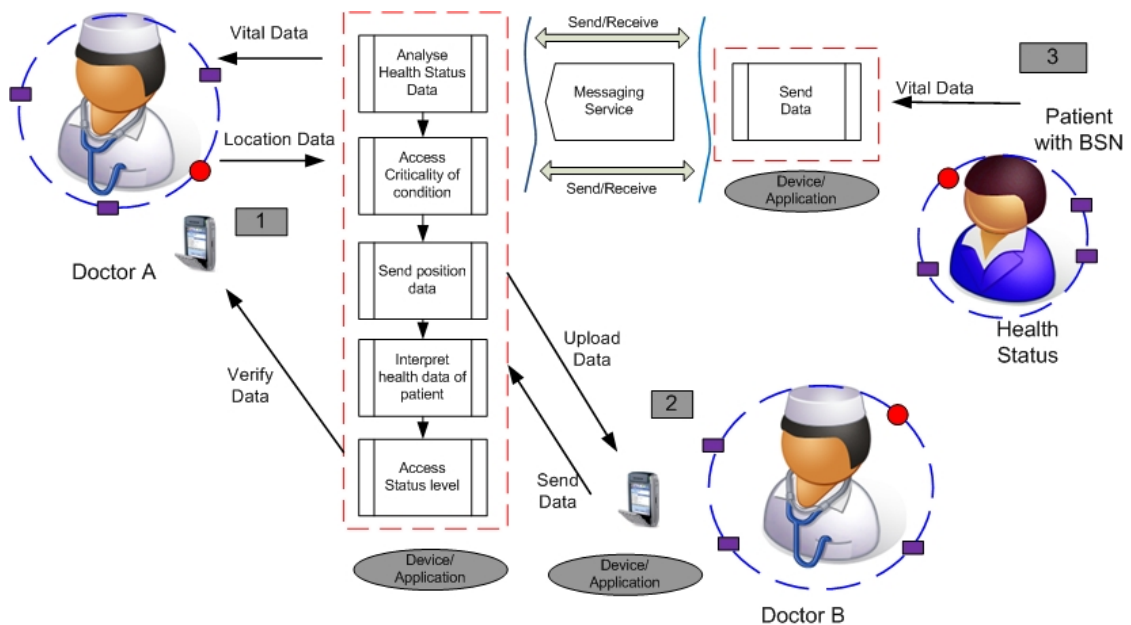 Vital Data
Location Data
1
Doctor A
Verify
Data
Analyse
Health Status
Data
Access
Criticality of
condition
Send position
data
Interpret
health data of
patient
Access
Status level
Device/
Application
Send/Receive
Messaging
Service
Send/Receive
Send
Data
Device/
Application
Vital Data
3
Patient
with BSN
Health
Status
Upload
Data
2
Send
Data
Device/
Application
Doctor B